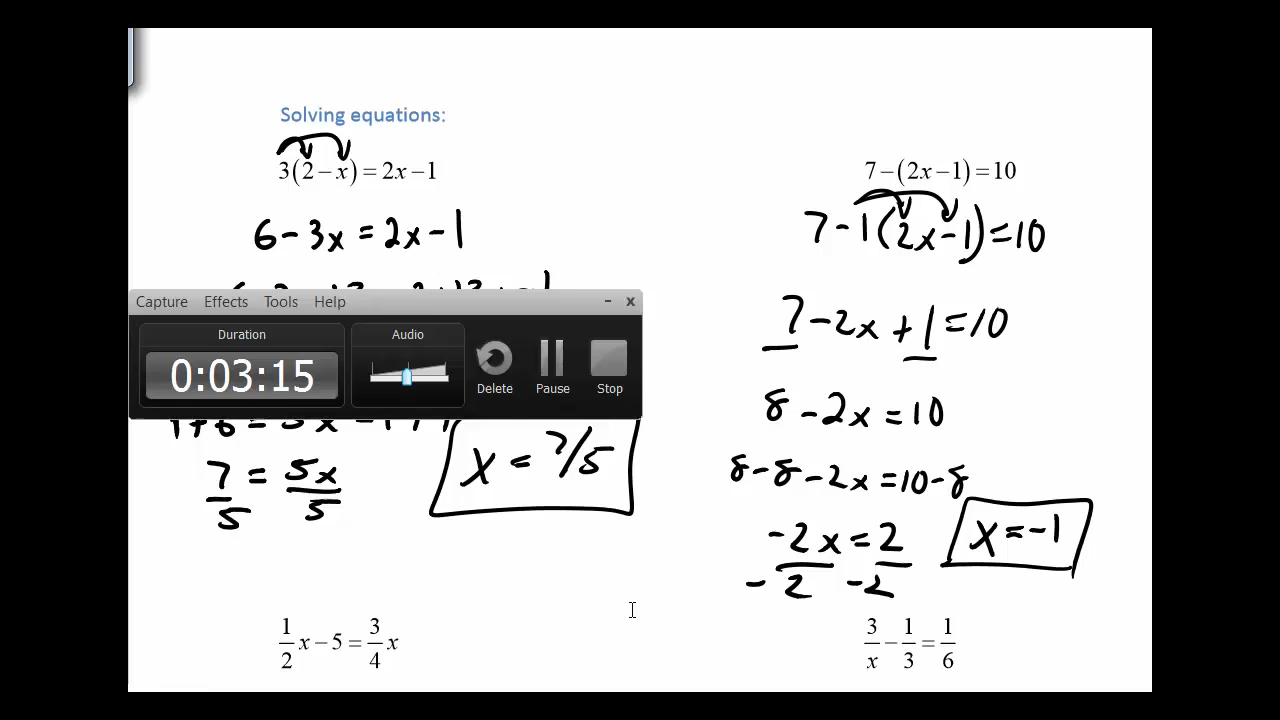 Solving equations:
3(2-x)=2x-1
7-(2x-1)=10
6-3x=2x-1
7-1(2x-1)=10
Capture Effects Tools Help - x
Duration
Audio
0:03:15
Delete Pause Stop
7-2x+1=10
8-2x=10
7/5 = 5x/5
x = 7/5
8-8-2x=10-8
-2x/-2 = 2/-2
x=-1
1/2 x-5 = 3/4 x
3/x - 1/3 = 1/6